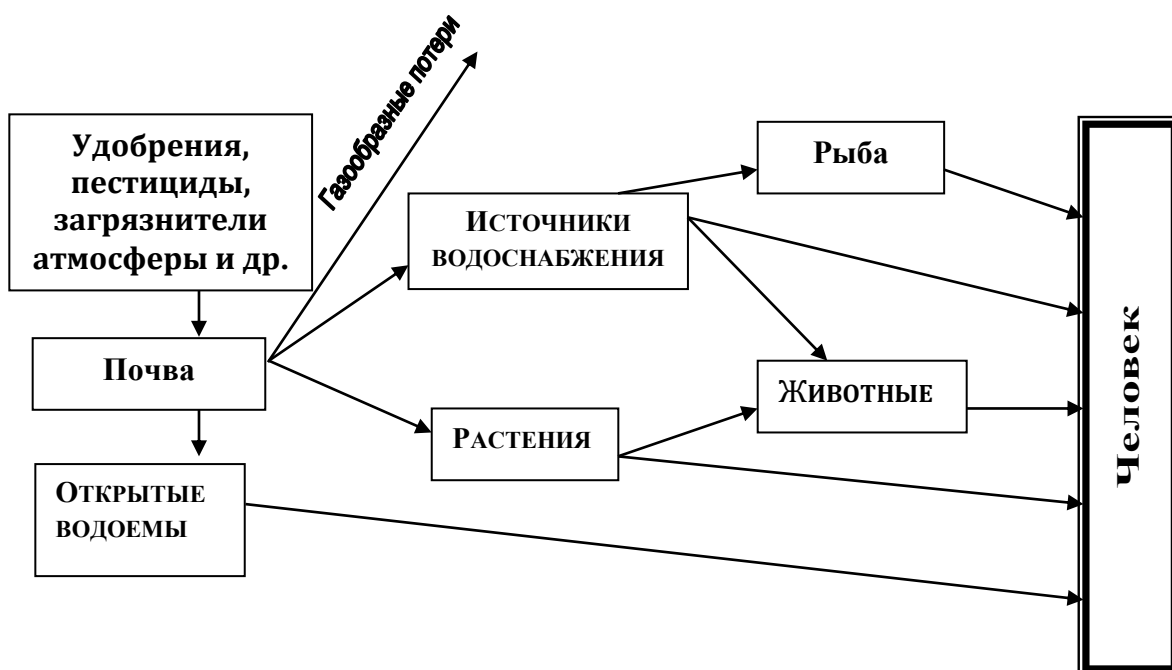 Газообразные потери
Удобрения,
пестициды,
загрязнители
атмосферы и др.
Рыба
Источники
водоснабжения
Почва
Животные
Растения
Открытые
водоемы
Человек